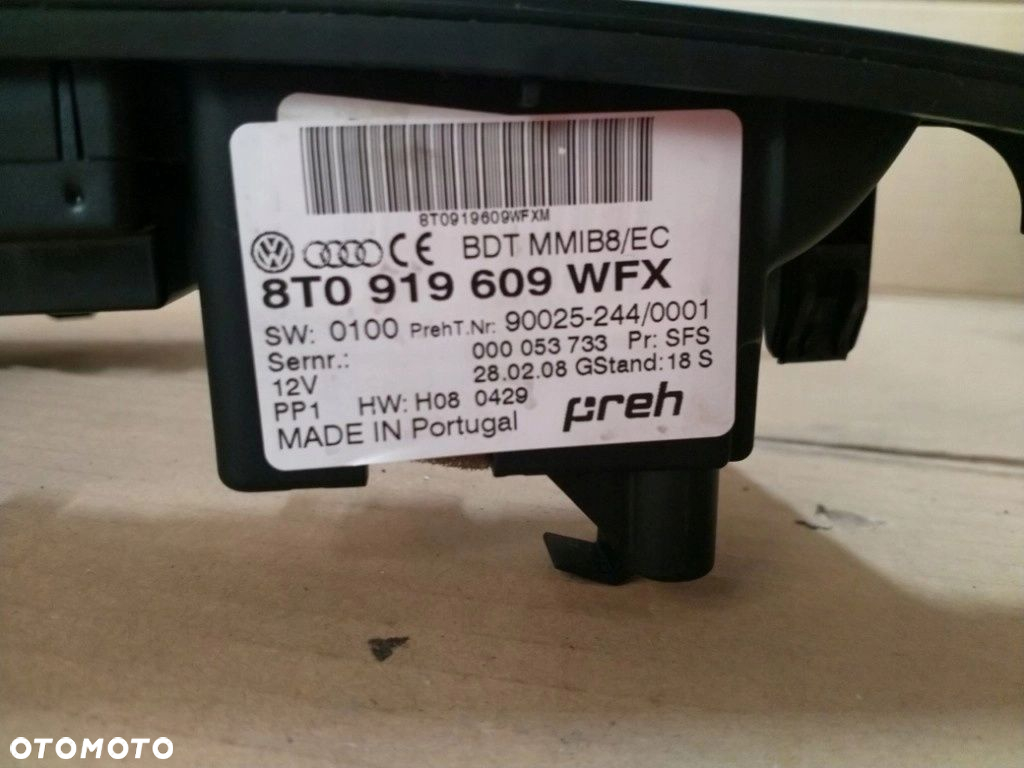 8T0919609WFXM
CE BDT MMIB8/EC
8T0 919 609 WFX
SW: 0100 PrehT.Nr: 90025-244/0001
Sernr.: 000 053 733 Pr: SFS
12V 28.02.08 GStand: 18 S
PP1 HW: H08 0429
preh
MADE IN Portugal
OTOMOTO